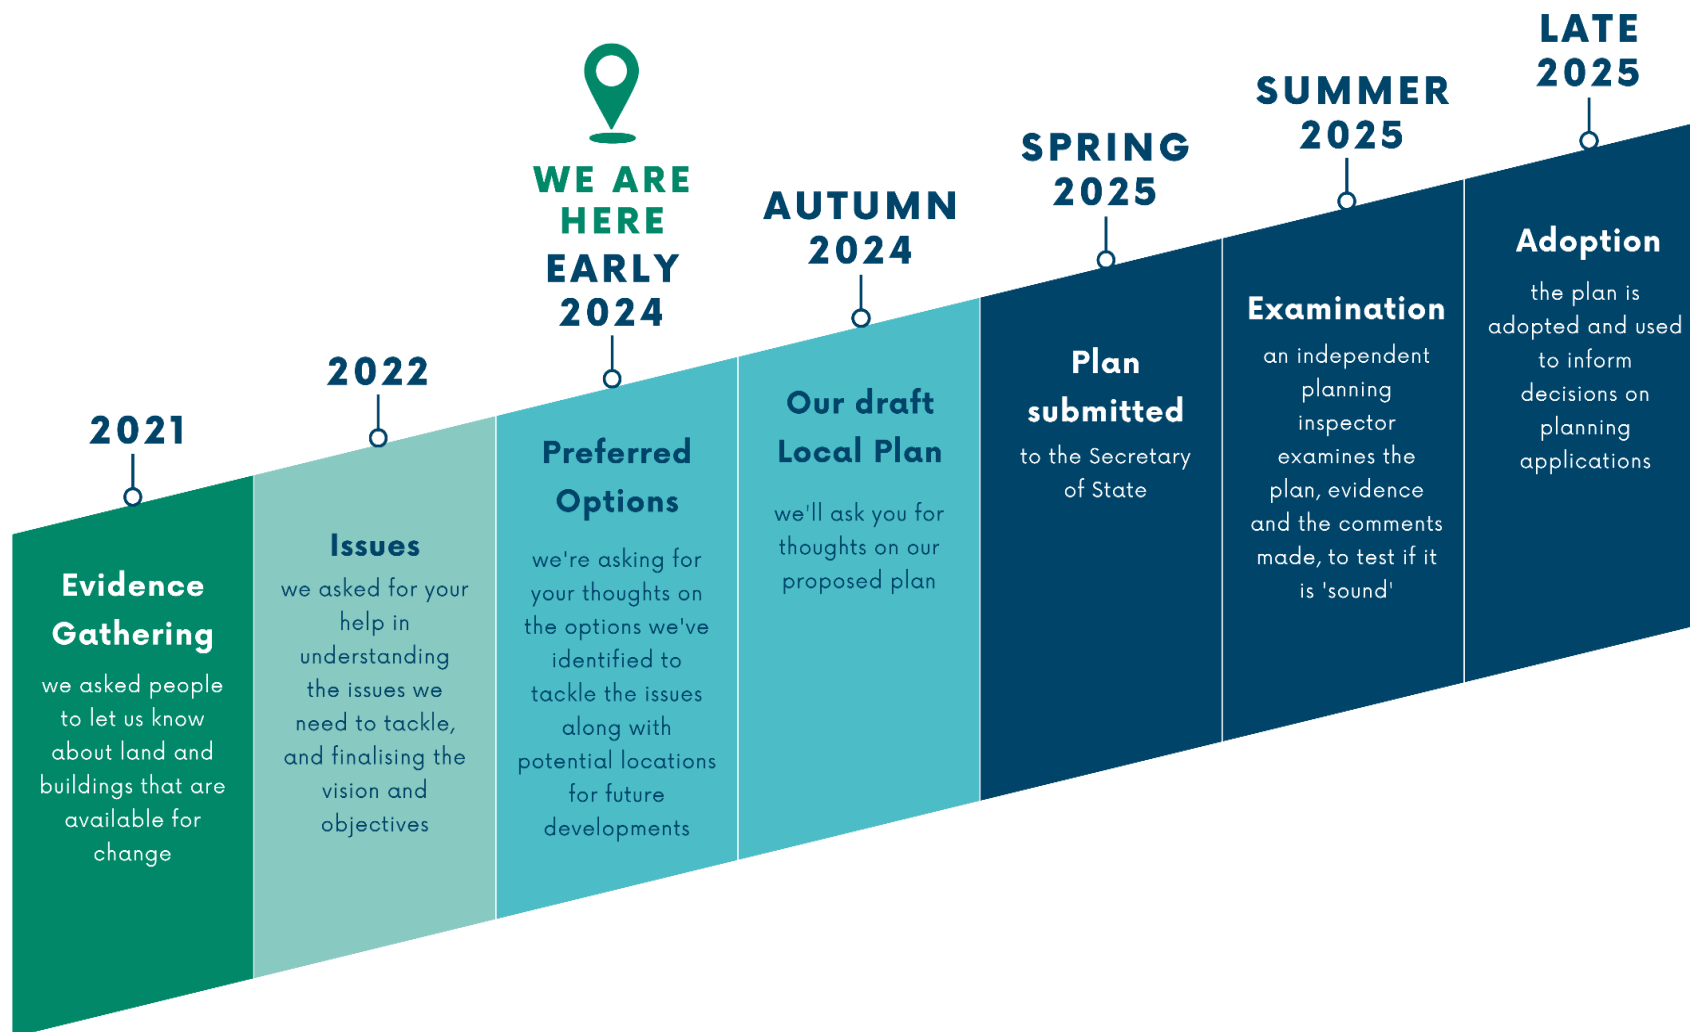 2021
Evidence
Gathering
we asked people
to let us know
about land and
buildings that are
available for
change
2022
Issues
we asked for your
help in
understanding
the issues we
need to tackle,
and finalising the
vision and
objectives
WE ARE
HERE
EARLY
2024
Preferred
Options
we're asking for
your thoughts on
the options we've
identified to
tackle the issues
along with
potential locations
for future
developments
AUTUMN
2024
Our draft
Local Plan
we'll ask you for
thoughts on our
proposed plan
SPRING
2025
Plan
submitted
to the Secretary
of State
SUMMER
2025
Examination
an independent
planning
inspector
examines the
plan, evidence
and the comments
made, to test if it
is 'sound'
LATE
2025
Adoption
the plan is
adopted and used
to inform
decisions on
planning
applications